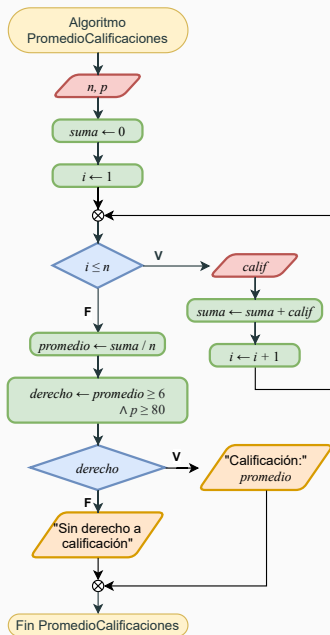 Algoritmo
PromedioCalificaciones
n, p
suma ← 0
i ← 1
i ≤ n
V
calif
suma ← suma + calif
i ← i + 1
F
promedio ← suma / n
derecho ← promedio ≥ 6
∧ p ≥ 80
derecho
V
"Calificación:"
promedio
F
"Sin derecho a
calificación"
Fin PromedioCalificaciones